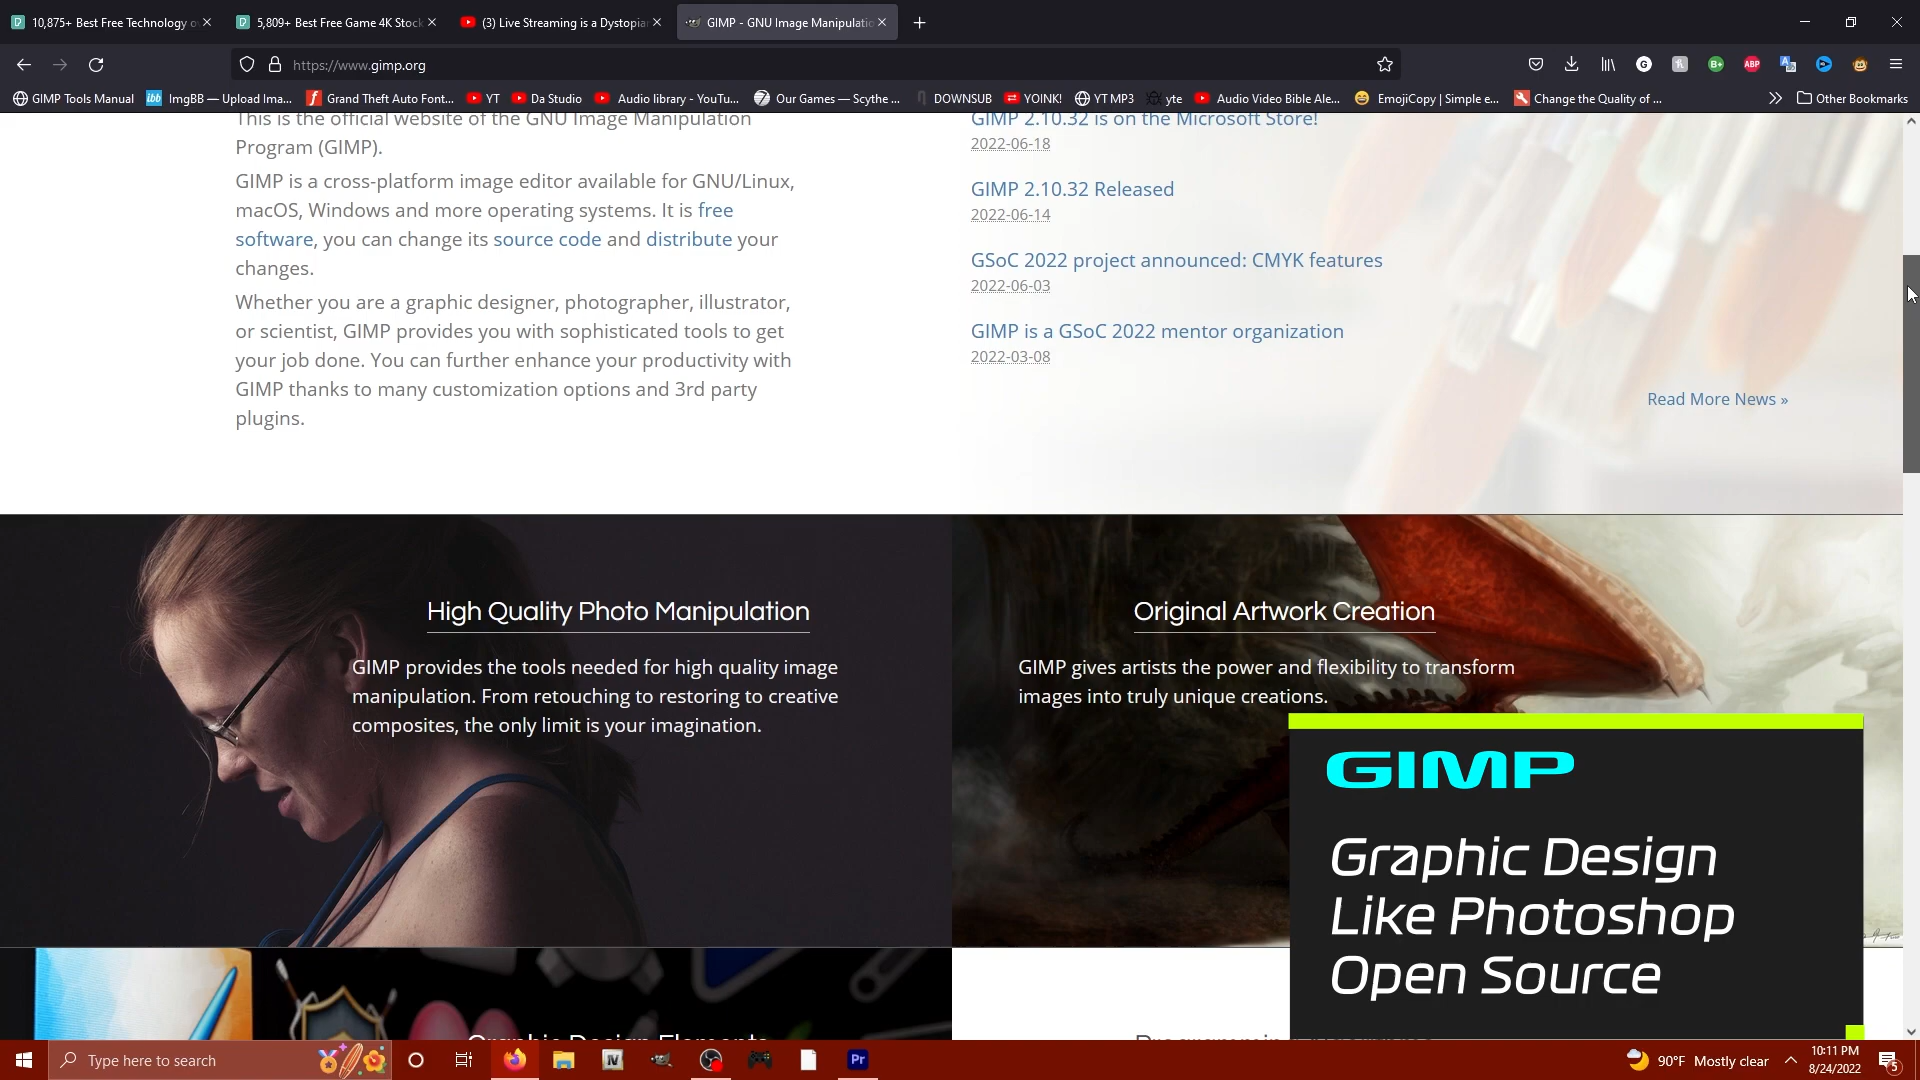 10,875+ Best Free Technology o
5,809+ Best Free Game 4K Stock
(3) Live Streaming is a Dystopia
GIMP - GNU Image Manipulatio
https://www.gimp.org
GIMP Tools Manual
ImgBB — Upload Ima...
Grand Theft Auto Font...
YT
Da Studio
Audio library - YouTu...
Our Games — Scythe ...
DOWNSUB
YOINK!
YT MP3
yte
Audio Video Bible Ale...
EmojiCopy | Simple e...
Change the Quality of ...
Other Bookmarks
This is the official website of the GNU Image Manipulation
Program (GIMP).
GIMP is a cross-platform image editor available for GNU/Linux,
macOS, Windows and more operating systems. It is free
software, you can change its source code and distribute your
changes.
Whether you are a graphic designer, photographer, illustrator,
or scientist, GIMP provides you with sophisticated tools to get
your job done. You can further enhance your productivity with
GIMP thanks to many customization options and 3rd party
plugins.
GIMP 2.10.32 is on the Microsoft Store!
2022-06-18
GIMP 2.10.32 Released
2022-06-14
GSoC 2022 project announced: CMYK features
2022-06-03
GIMP is a GSoC 2022 mentor organization
2022-03-08
Read More News »
High Quality Photo Manipulation
GIMP provides the tools needed for high quality image
manipulation. From retouching to restoring to creative
composites, the only limit is your imagination.
Original Artwork Creation
GIMP gives artists the power and flexibility to transform
images into truly unique creations.
GIMP
Graphic Design
Like Photoshop
Open Source
Graphic Design Elements
Type here to search
Pr
90°F Mostly clear
10:11 PM
8/24/2022
5